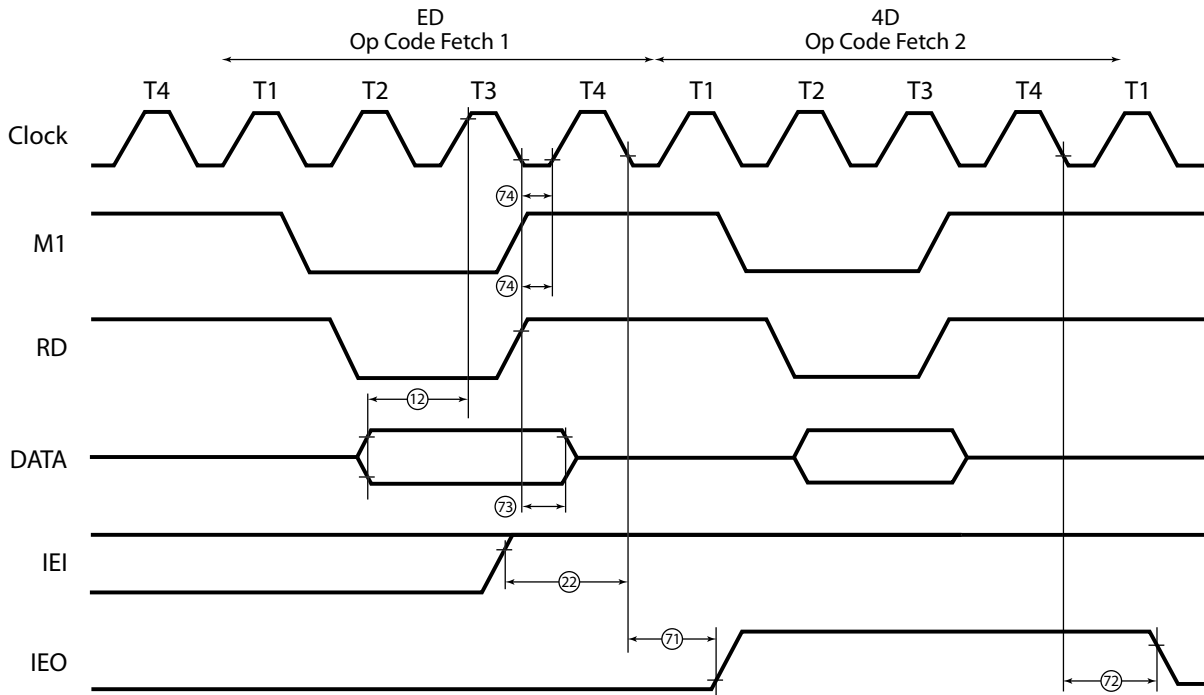 ED
Op Code Fetch 1
4D
Op Code Fetch 2
T4 T1 T2 T3 T4 T1 T2 T3 T4 T1
Clock
74
M1
74
RD
12
DATA
73
IEI
22
71
IEO
72